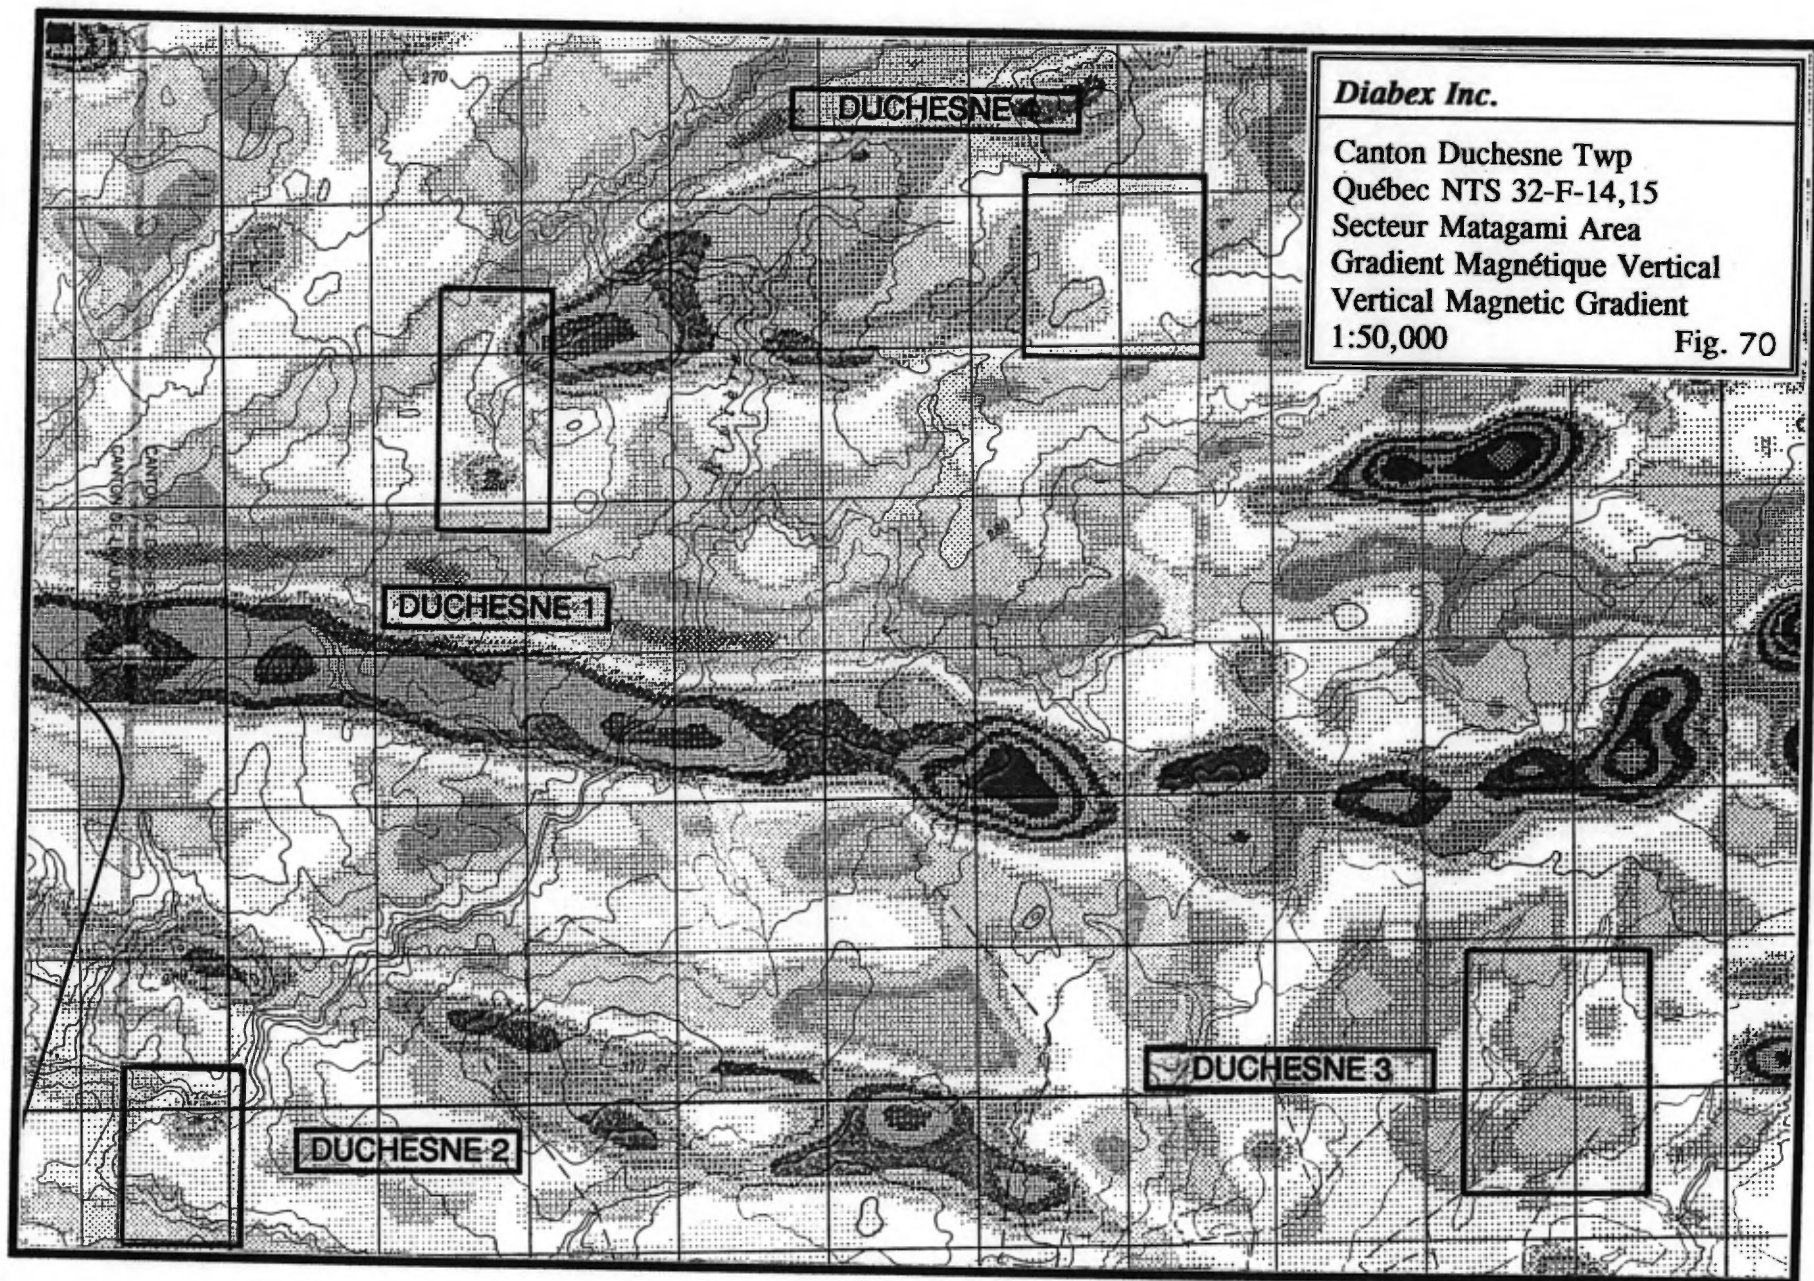 Diabex Inc.
Canton Duchesne Twp
Québec NTS 32-F-14,15
Secteur Matagami Area
Gradient Magnétique Vertical
Vertical Magnetic Gradient
1:50,000 Fig. 70
270
DUCHESNE 4
DUCHESNE 1
DUCHESNE 3
DUCHESNE 2